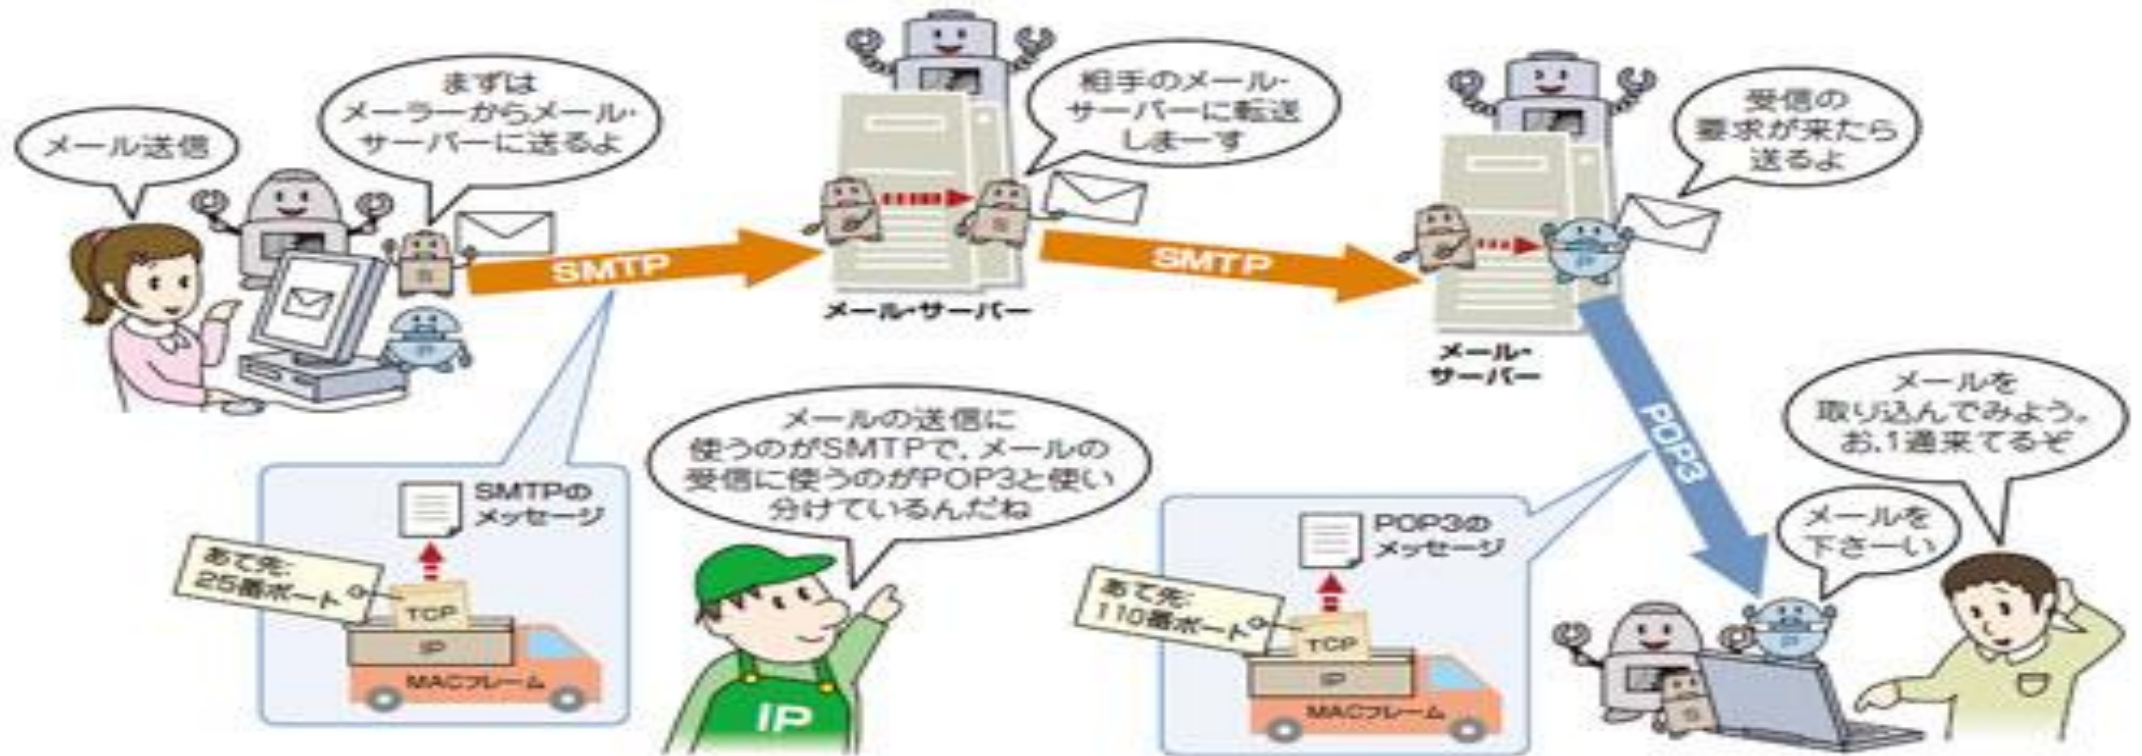 メール送信
まずは
メーラーからメール・
サーバーに送るよ
相手のメール・
サーバーに転送
しまーす
受信の
要求が来たら
送るよ
S
SMTP
S
SMTP
P
P
メール・サーバー
メール・
サーバー
POP3
メールを
取り込んでみよう。
お、1通来てるぞ
メールの送信に
使うのがSMTPで、メールの
受信に使うのがPOP3と使い
分けているんだね
SMTPの
メッセージ
あて先:
25番ポート
TCP
IP
MACフレーム
IP
POP3の
メッセージ
あて先:
110番ポート
TCP
IP
MACフレーム
メールを
下さーい
P
S